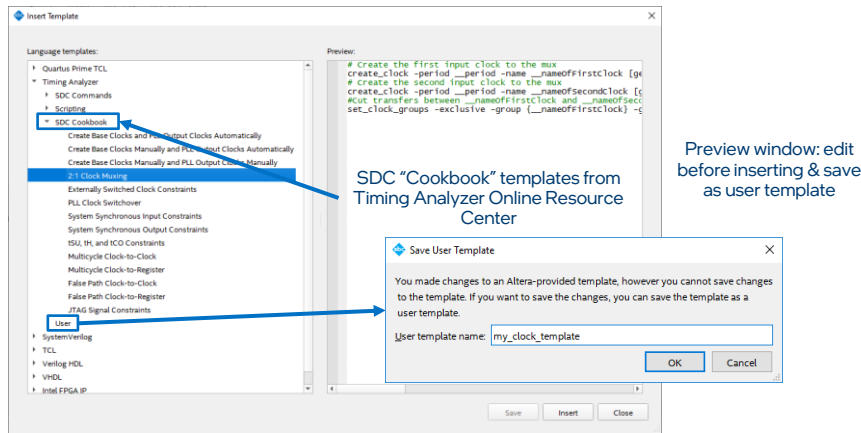 Insert Template
Language templates:
Quartus Prime TCL
Timing Analyzer
SDC Commands
Scripting
SDC Cookbook
Create Base Clocks and PLL Output Clocks Automatically
Create Base Clocks Manually and PLL Output Clocks Automatically
Create Base Clocks Manually and PLL Output Clocks Manually
2:1 Clock Muxing
Externally Switched Clock Constraints
PLL Clock Switchover
System Synchronous Input Constraints
System Synchronous Output Constraints
tSU, tH, and tCO Constraints
Multicycle Clock-to-Clock
Multicycle Clock-to-Register
False Path Clock-to-Clock
False Path Clock-to-Register
JTAG Signal Constraints
User
SystemVerilog
TCL
Verilog HDL
VHDL
Intel FPGA IP
Preview:
# Create the first input clock to the mux
create_clock -period __period -name __nameOfFirstClock [ge
# Create the second input clock to the mux
create_clock -period __period -name __nameOfSecondClock [g
#Cut transfers between __nameOfFirstClock and __nameOfSeco
set_clock_groups -exclusive -group {__nameOfFirstClock} -g
SDC “Cookbook” templates from
Timing Analyzer Online Resource
Center
Preview window: edit
before inserting & save
as user template
Save User Template
You made changes to an Altera-provided template, however you cannot save changes
to the template. If you want to save the changes, you can save the template as a
user template.
User template name: my_clock_template
OK Cancel
Save Insert Close